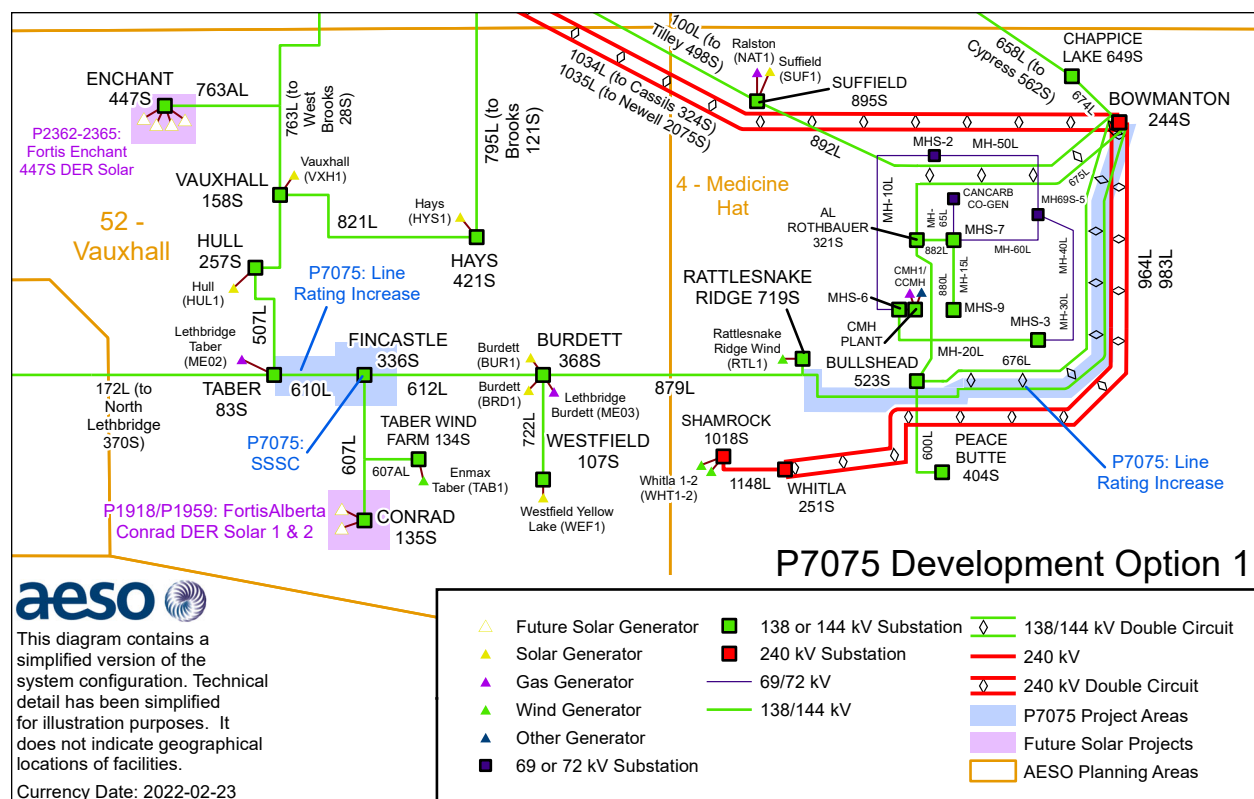 ENCHANT
447S
763AL
P2362-2365:
Fortis Enchant
447S DER Solar
763L (to
West
Brooks
28S)
795L (to
Brooks
121S)
100L (to
Tilley 498S)
1034L (to Cassils 324S)
1035L (to Newell 2075S)
Ralston
(NAT1)
Suffield
(SUF1)
SUFFIELD
895S
892L
658L (to
Cypress 562S)
CHAPPICE
LAKE 649S
674L
BOWMANTON
244S
Vauxhall
(VXH1)
VAUXHALL
158S
821L
Hays
(HYS1)
HAYS
421S
52 -
Vauxhall
4 - Medicine
Hat
MHS-2
MH-50L
MH-10L
675L
CANCARB
CO-GEN
MH69S-5
MH-
65L
AL
ROTHBAUER
321S
MHS-7
882L
MH-60L
MH-40L
MH-15L
880L
CMH1/
CCMH
MHS-6
MHS-9
MHS-3
MH-30L
CMH
PLANT
MH-20L
676L
964L
983L
HULL
257S
Hull
(HUL1)
507L
P7075: Line
Rating Increase
Lethbridge
Taber
(ME02)
TABER
83S
610L
FINCASTLE
336S
612L
172L (to
North
Lethbridge
370S)
P7075:
SSSC
Burdett
(BUR1)
BURDETT
368S
Burdett
(BRD1)
Lethbridge
Burdett (ME03)
879L
RATTLESNAKE
RIDGE 719S
Rattlesnake
Ridge Wind
(RTL1)
BULLSHEAD
523S
607L
TABER WIND
FARM 134S
607AL
Enmax
Taber (TAB1)
722L
WESTFIELD
107S
Westfield Yellow
Lake (WEF1)
SHAMROCK
1018S
Whitla 1-2
(WHT1-2)
1148L
WHITLA
251S
600L
PEACE
BUTTE
404S
P7075: Line
Rating Increase
P1918/P1959: FortisAlberta
Conrad DER Solar 1 & 2
CONRAD
135S
P7075 Development Option 1
aeso
This diagram contains a
simplified version of the
system configuration. Technical
detail has been simplified
for illustration purposes. It
does not indicate geographical
locations of facilities.
Currency Date: 2022-02-23
Future Solar Generator
Solar Generator
Gas Generator
Wind Generator
Other Generator
69 or 72 kV Substation
138 or 144 kV Substation
240 kV Substation
69/72 kV
138/144 kV
138/144 kV Double Circuit
240 kV
240 kV Double Circuit
P7075 Project Areas
Future Solar Projects
AESO Planning Areas